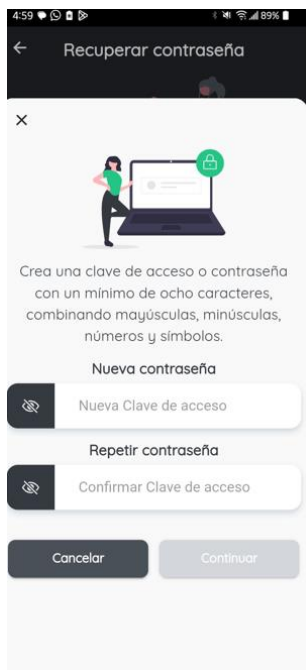 4:59 89%
Recuperar contraseña
Crea una clave de acceso o contraseña
con un mínimo de ocho caracteres,
combinando mayúsculas, minúsculas,
números y símbolos.
Nueva contraseña
Nueva Clave de acceso
Repetir contraseña
Confirmar Clave de acceso
Cancelar Continuar